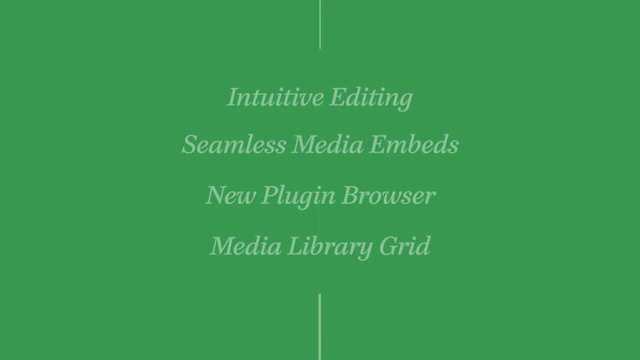 Intuitive Editing
Seamless Media Embeds
New Plugin Browser
Media Library Grid